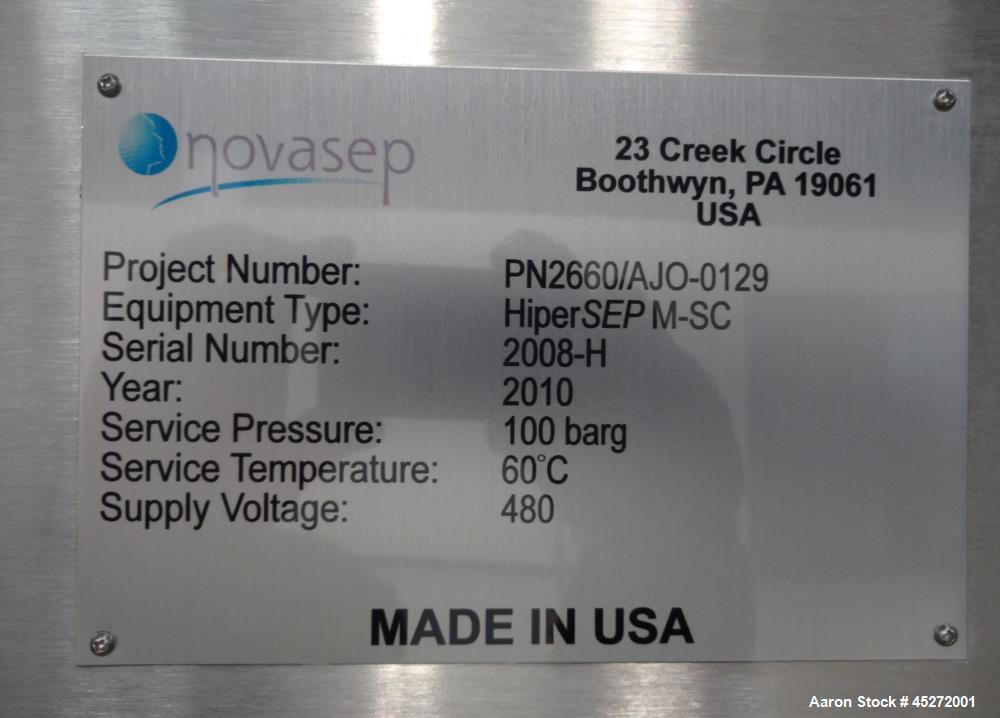 novasep
23 Creek Circle
Boothwyn, PA 19061
USA
Project Number: PN2660/AJO-0129
Equipment Type: HiperSEP M-SC
Serial Number: 2008-H
Year: 2010
Service Pressure: 100 barg
Service Temperature: 60°C
Supply Voltage: 480
MADE IN USA
Aaron Stock # 45272001